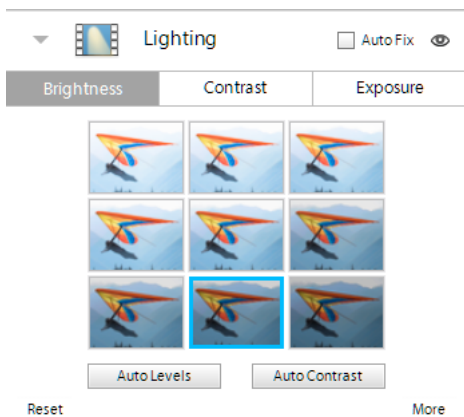 Lighting Auto Fix
Brightness Contrast Exposure
Auto Levels Auto Contrast
Reset More